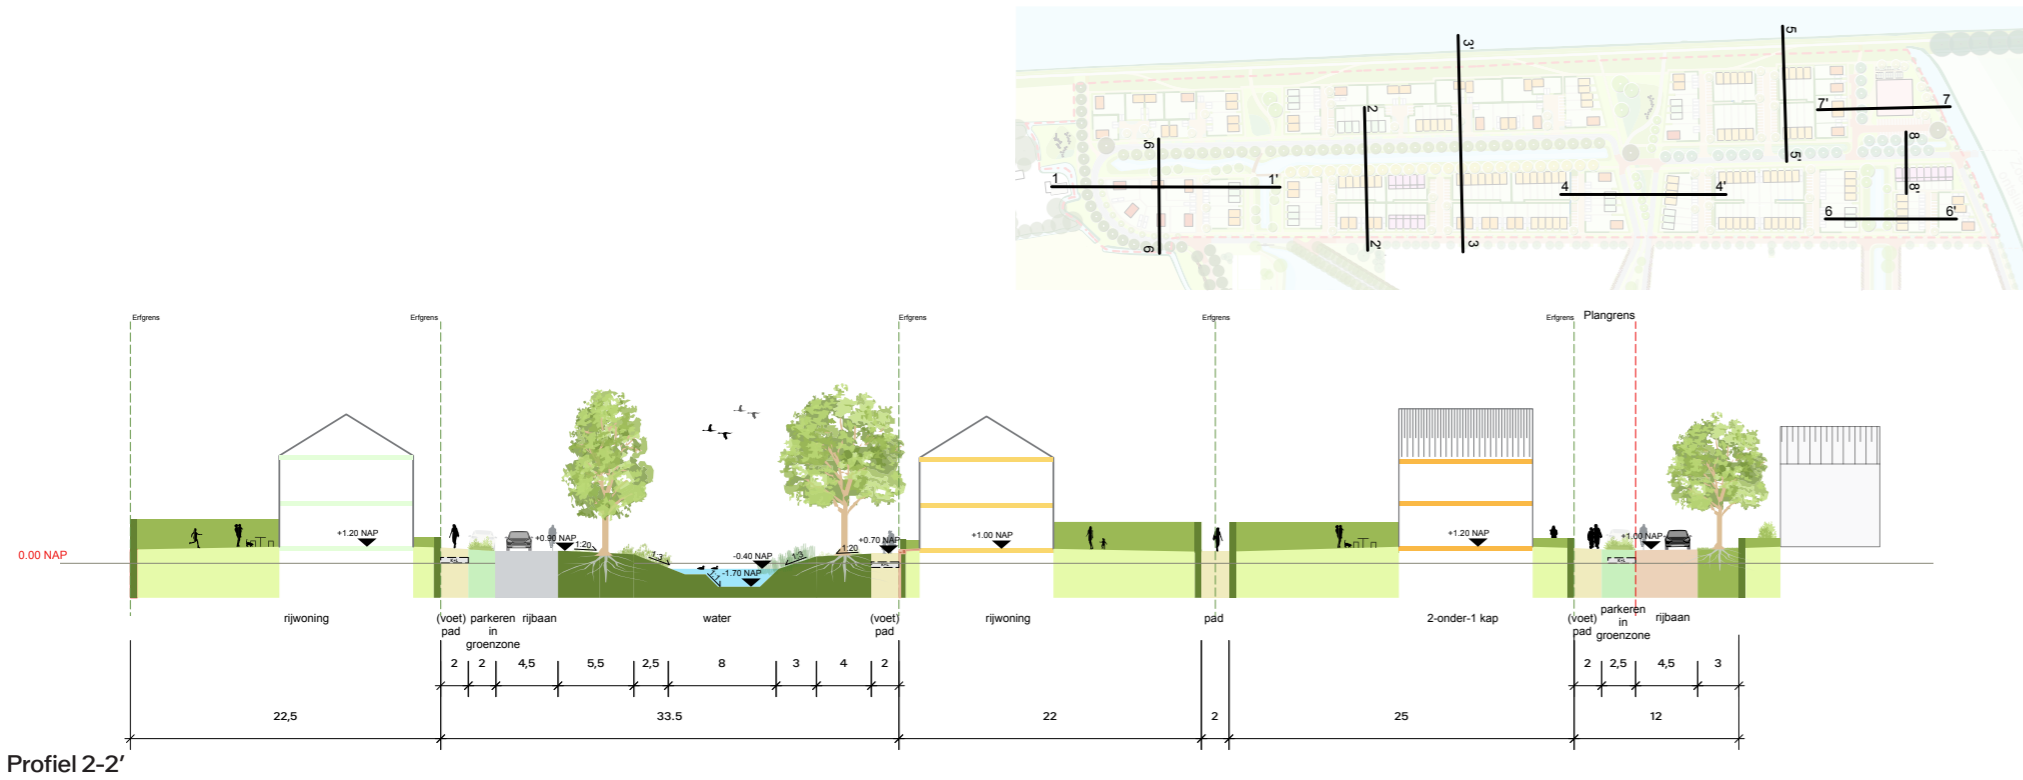 3'
5
2
7'
7
6'
8
1
1'
5'
4
4'
8'
6
6'
6
2'
3
Erfgrens
Erfgrens
Erfgrens
Erfgrens
Erfgrens
Plangrens
0.00 NAP
+1.20 NAP
+0.90 NAP
1:20
1:3
-0.40 NAP
-1.70 NAP
1:1
1:3
1:20
+0.70 NAP
+1.00 NAP
+1.20 NAP
+1.00 NAP
rijwoning
(voet)
pad
parkeren
in
groenzone
rijbaan
water
(voet)
pad
rijwoning
pad
2-onder-1 kap
(voet)
pad
parkeren
in
groenzone
rijbaan
2 2 4,5 5,5 2,5 8 3 4 2
2 2,5 4,5 3
22,5 33.5 22 2 25 12
Profiel 2-2'